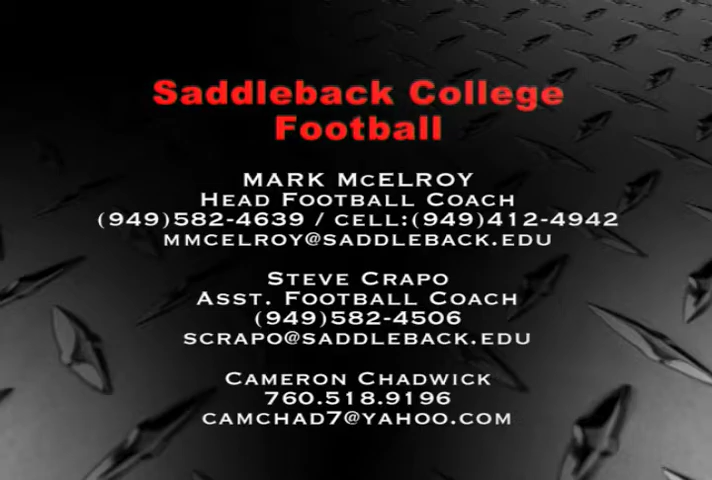 Saddleback College
Football
MARK McELROY
HEAD FOOTBALL COACH
(949)582-4639 / CELL:(949)412-4942
MMCELROY@SADDLEBACK.EDU
STEVE CRAPO
ASST. FOOTBALL COACH
(949)582-4506
SCRAPO@SADDLEBACK.EDU
CAMERON CHADWICK
760.518.9196
CAMCHAD7@YAHOO.COM